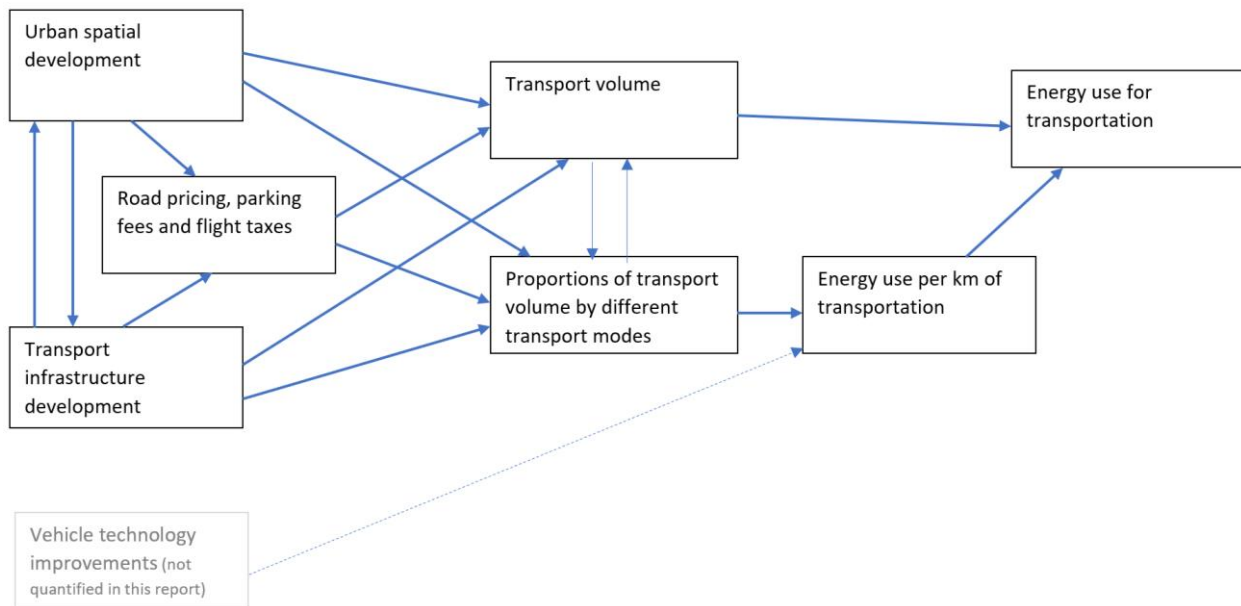 Urban spatial
development
Transport volume
Energy use for
transportation
Road pricing, parking
fees and flight taxes
Proportions of transport
volume by different
transport modes
Energy use per km of
transportation
Transport
infrastructure
development
Vehicle technology
improvements (not
quantified in this report)